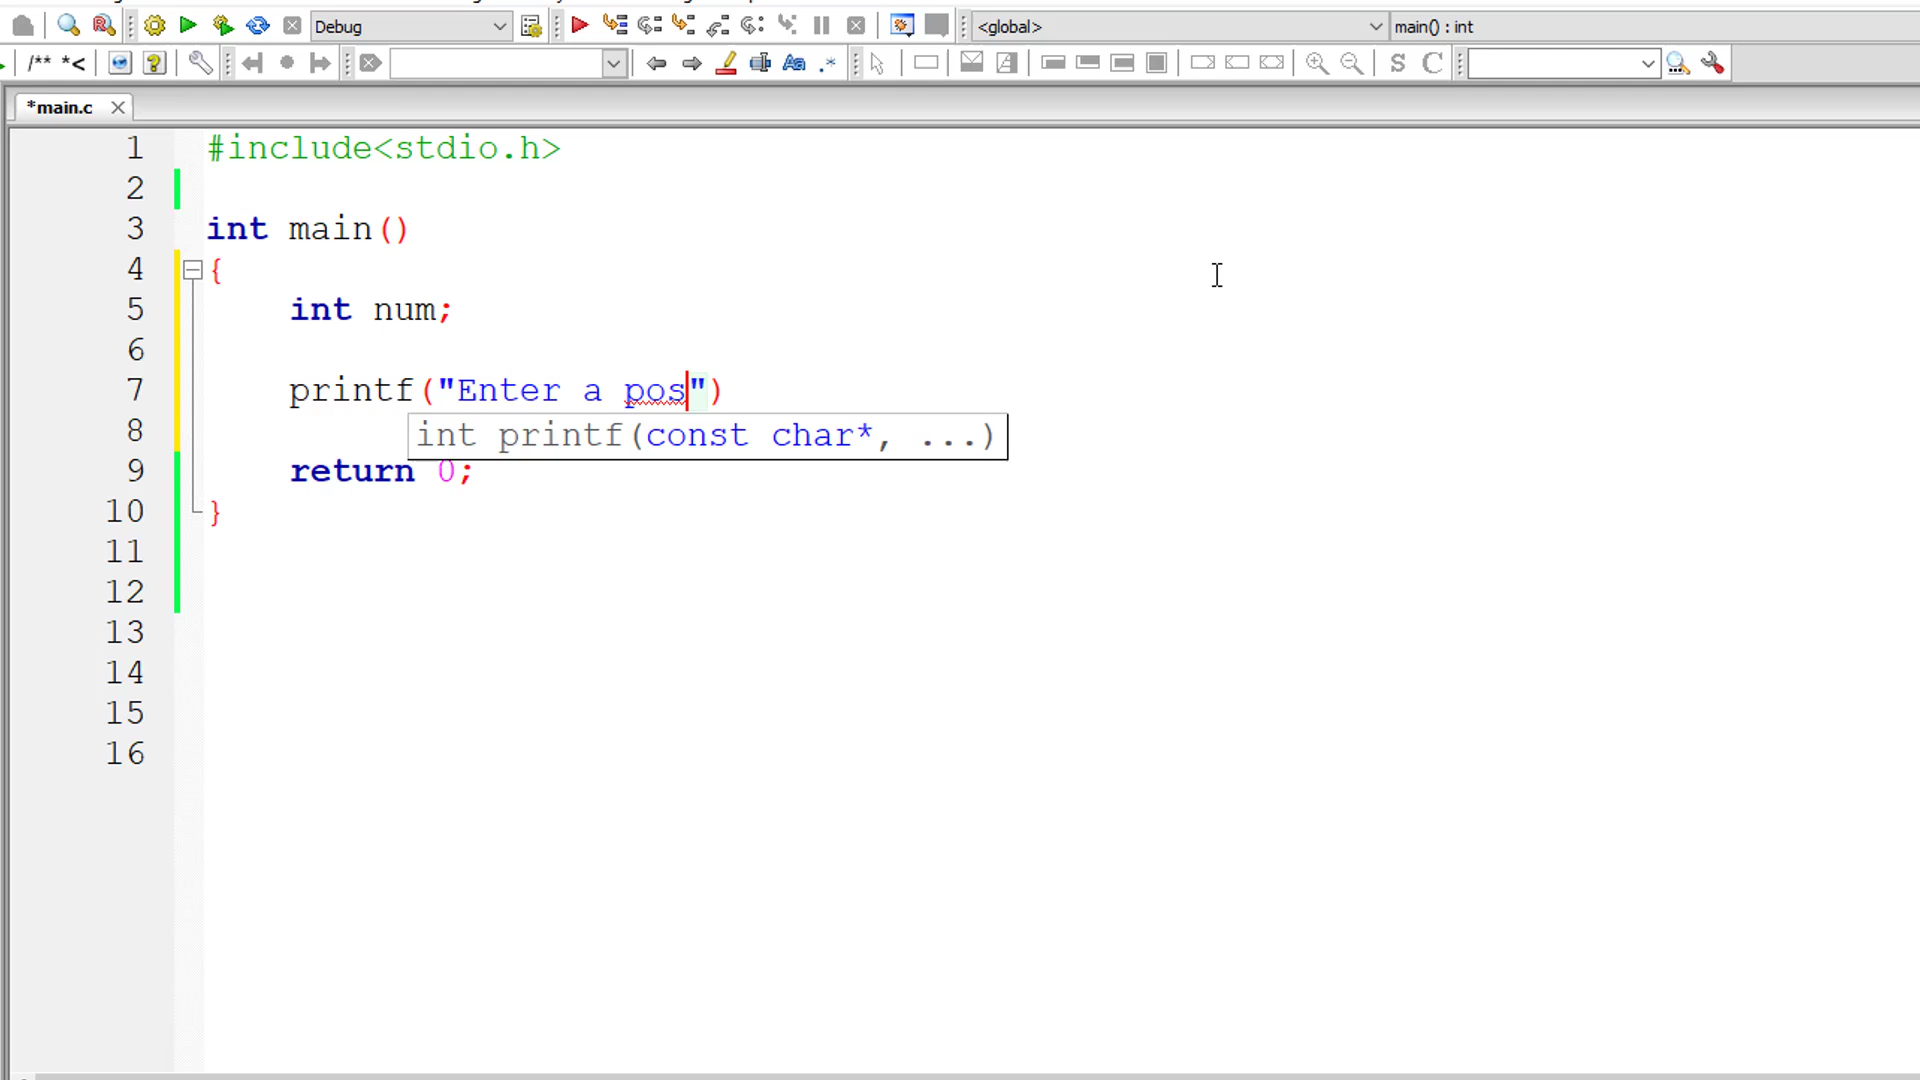 Debug
<global>
main() : int
/** *<
Aa
.*
S
C
*main.c
1 #include<stdio.h>
2
3 int main()
4 {
5 int num;
6
7 printf("Enter a pos")
8 int printf(const char*, ...)
9 return 0;
10 }
11
12
13
14
15
16